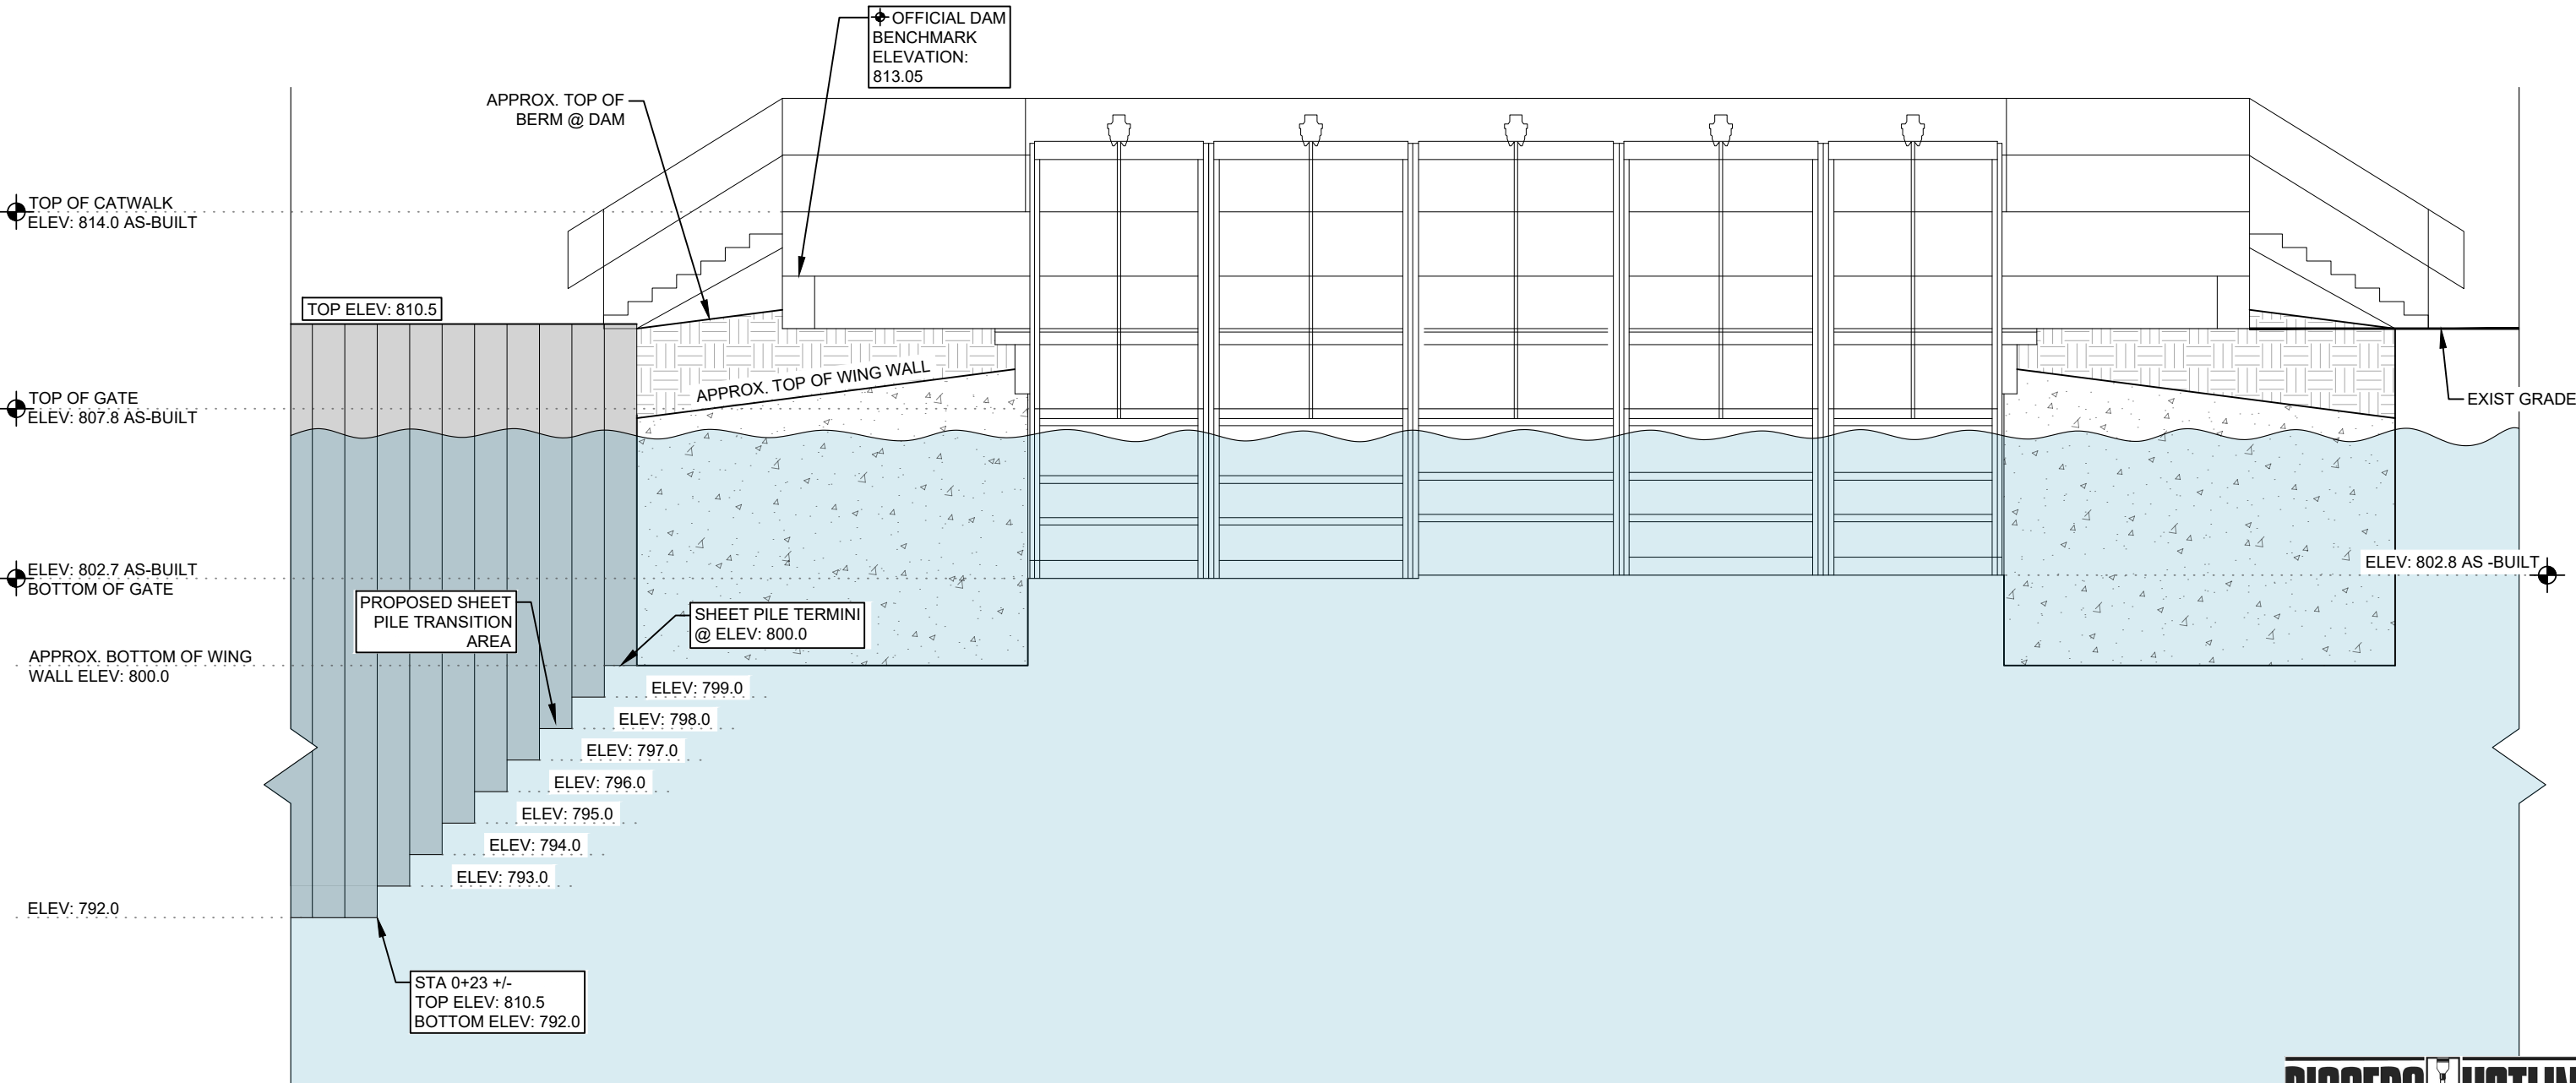 OFFICIAL DAM
BENCHMARK
ELEVATION:
813.05
APPROX. TOP OF
BERM @ DAM
TOP OF CATWALK
ELEV: 814.0 AS-BUILT
TOP ELEV: 810.5
APPROX. TOP OF WING WALL
TOP OF GATE
ELEV: 807.8 AS-BUILT
EXIST GRADE
ELEV: 802.7 AS-BUILT
BOTTOM OF GATE
ELEV: 802.8 AS -BUILT
PROPOSED SHEET
PILE TRANSITION
AREA
SHEET PILE TERMINI
@ ELEV: 800.0
APPROX. BOTTOM OF WING
WALL ELEV: 800.0
ELEV: 799.0
ELEV: 798.0
ELEV: 797.0
ELEV: 796.0
ELEV: 795.0
ELEV: 794.0
ELEV: 793.0
ELEV: 792.0
STA 0+23 +/-
TOP ELEV: 810.5
BOTTOM ELEV: 792.0